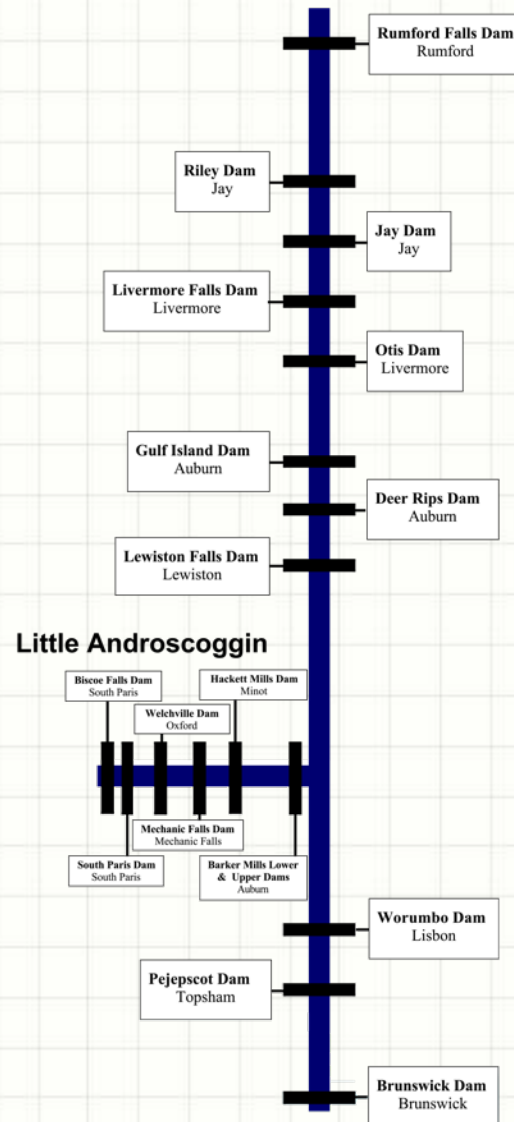 Rumford Falls Dam
Rumford
Riley Dam
Jay
Jay Dam
Jay
Livermore Falls Dam
Livermore
Otis Dam
Livermore
Gulf Island Dam
Auburn
Deer Rips Dam
Auburn
Lewiston Falls Dam
Lewiston
Little Androscoggin
Biscoe Falls Dam
South Paris
Hackett Mills Dam
Minot
Welchville Dam
Oxford
Mechanic Falls Dam
Mechanic Falls
South Paris Dam
South Paris
Barker Mills Lower
& Upper Dams
Auburn
Worumbo Dam
Lisbon
Pejepscot Dam
Topsham
Brunswick Dam
Brunswick